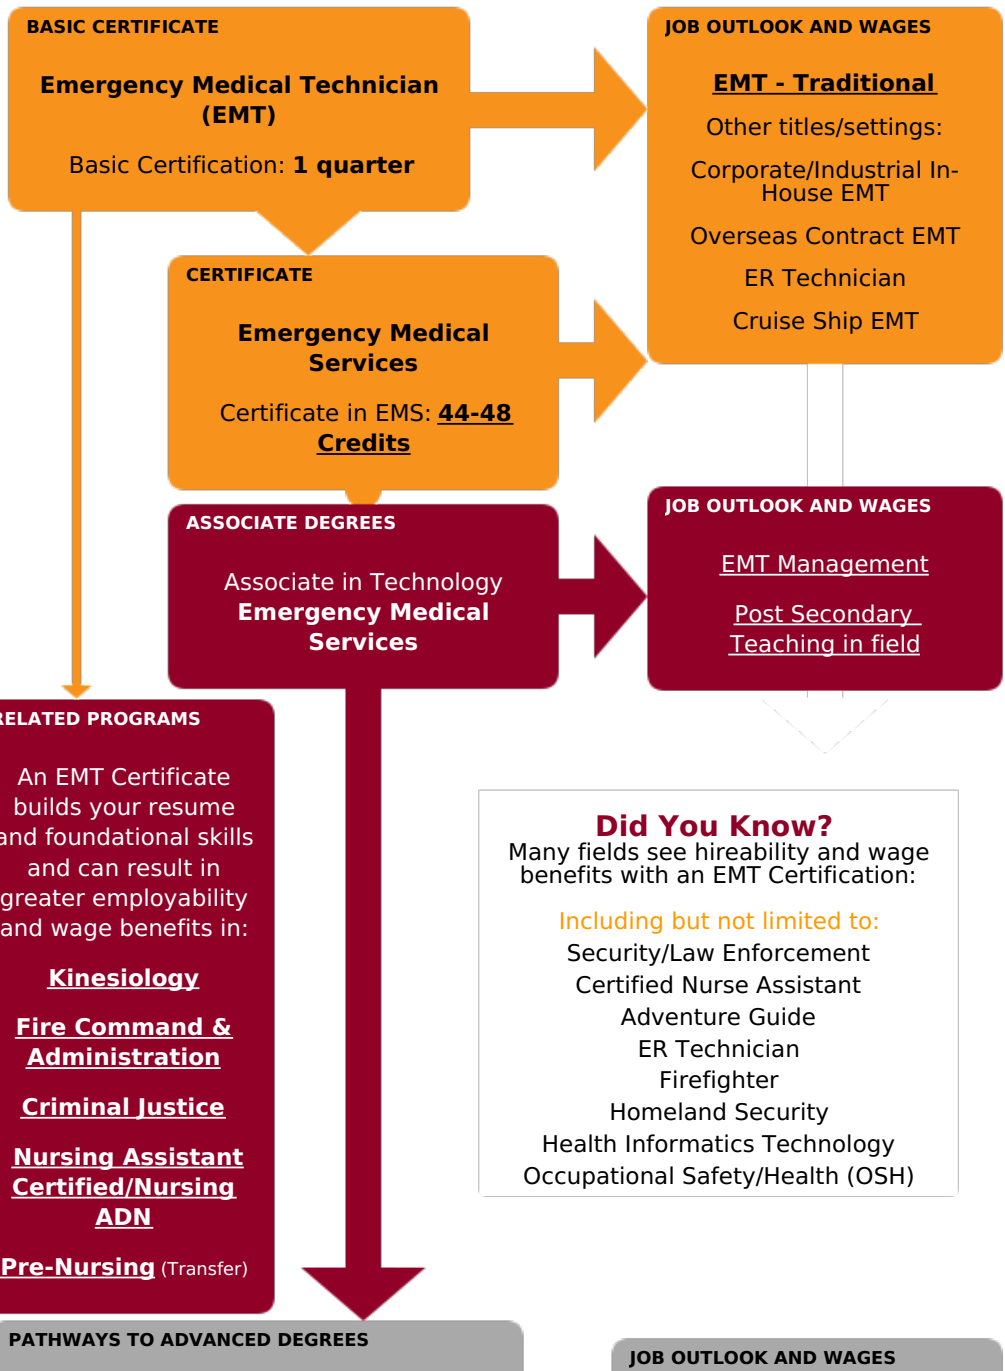 BASIC CERTIFICATE
Emergency Medical Technician
(EMT)
Basic Certification: 1 quarter
JOB OUTLOOK AND WAGES
EMT - Traditional
Other titles/settings:
Corporate/Industrial In-
House EMT
Overseas Contract EMT
ER Technician
Cruise Ship EMT
CERTIFICATE
Emergency Medical
Services
Certificate in EMS: 44-48
Credits
ASSOCIATE DEGREES
Associate in Technology
Emergency Medical
Services
JOB OUTLOOK AND WAGES
EMT Management
Post Secondary
Teaching in field
RELATED PROGRAMS
An EMT Certificate
builds your resume
and foundational skills
and can result in
greater employability
and wage benefits in:
Kinesiology
Fire Command &
Administration
Criminal Justice
Nursing Assistant
Certified/Nursing
ADN
Pre-Nursing (Transfer)
Did You Know?
Many fields see hireability and wage
benefits with an EMT Certification:
Including but not limited to:
Security/Law Enforcement
Certified Nurse Assistant
Adventure Guide
ER Technician
Firefighter
Homeland Security
Health Informatics Technology
Occupational Safety/Health (OSH)
PATHWAYS TO ADVANCED DEGREES
JOB OUTLOOK AND WAGES